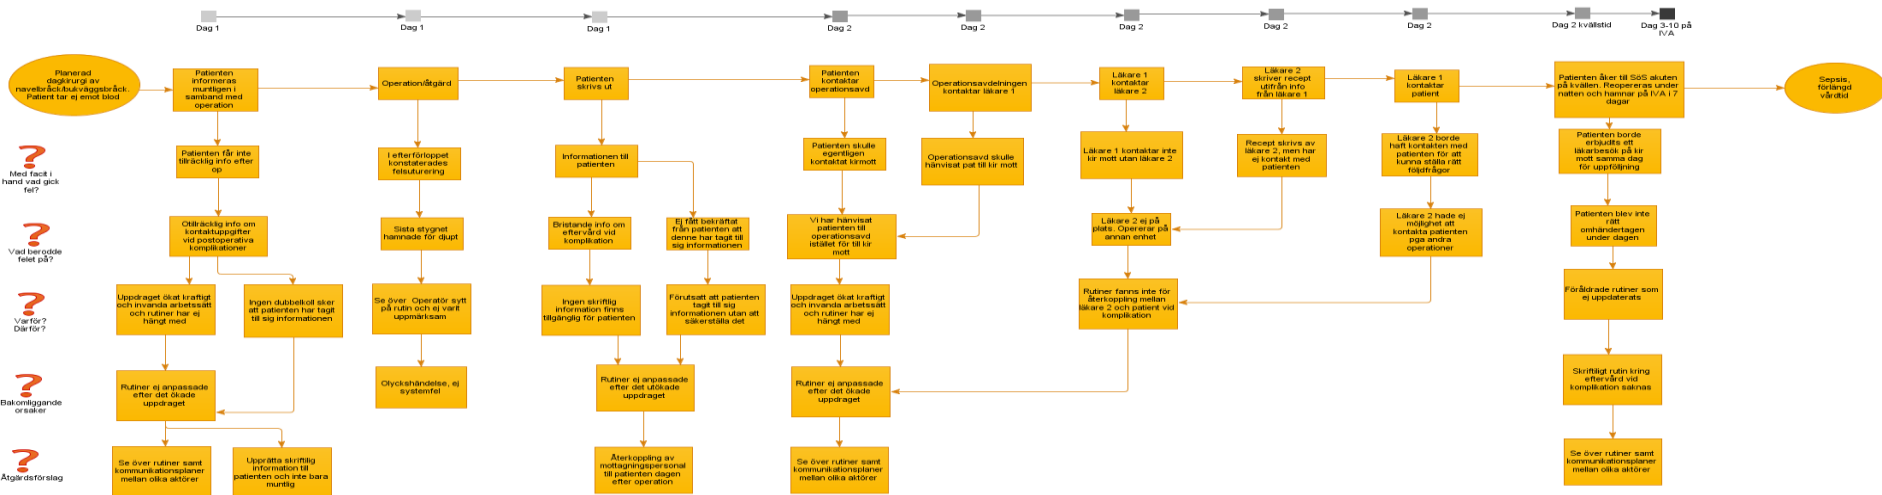 Dag 1
Dag 1
Dag 1
Dag 2
Dag 2
Dag 2
Dag 2
Dag 2
Dag 2 kvällstid
Dag 3-10 på
IVA
Planerad
dagkirurgi av
navelbråck/bukväggsbråck.
Patient tar ej emot blod
Patienten
informeras
muntligen i
samband med
operation
Operation/åtgärd
Patienten
skrivs ut
Patienten
kontaktar
operationsavd
Operationsavdelningen
kontaktar läkare 1
Läkare 1
kontaktar
läkare 2
Läkare 2
skriver recept
utifrån info
från läkare 1
Läkare 1
kontaktar
patient
Patienten åker till SöS akuten
på kvällen. Reopereras under
natten och hamnar på IVA i 7
dagar
Sepsis,
förlängd
vårdtid
Med facit i
hand vad gick
fel?
Patienten får inte
tillräcklig info efter
op
I efterförloppet
konstaterades
felsuturering
Informationen till
patienten
Patienten skulle
egentligen
kontaktat kirmott
Operationsavd skulle
hänvisat pat till kir mott
Läkare 1 kontaktar inte
kir mott utan läkare 2
Recept skrivs av
läkare 2, men har
ej kontakt med
patienten
Läkare 2 borde
haft kontakten med
patienten för att
kunna ställa rätt
följdfrågor
Patienten borde
erbjudits ett
läkarbesök på kir
mott samma dag
för uppföljning
Vad berodde
felet på?
Otillräcklig info om
kontaktuppgifter
vid postoperativa
komplikationer
Sista stygnet
hamnade för djupt
Bristande info om
eftervård vid
komplikation
Ej fått bekräftat
från patienten att
denne har tagit till
sig informationen
Vi har hänvisat
patienten till
operationsavd
istället för till kir
mott
Läkare 2 ej på
plats. Opererar på
annan enhet
Läkare 2 hade ej
möjlighet att
kontakta patienten
pga andra
operationer
Patienten blev inte
rätt
omhändertagen
under dagen
Varför?
Därför?
Uppdraget ökat kraftigt
och invanda arbetssätt
och rutiner har ej
hängt med
Ingen dubbelkoll sker
att patienten har tagit
till sig informationen
Se över Operatör sytt
på rutin och ej varit
uppmärksam
Ingen skriftlig
information finns
tillgänglig för patienten
Förutsatt att patienten
tagit till sig
informationen utan att
säkerställa det
Uppdraget ökat kraftigt
och invanda arbetssätt
och rutiner har ej
hängt med
Rutiner fanns inte för
återkoppling mellan
läkare 2 och patient vid
komplikation
Föråldrade rutiner som
ej uppdaterats
Bakomliggande
orsaker
Rutiner ej anpassade
efter det ökade
uppdraget
Olyckshändelse, ej
systemfel
Rutiner ej anpassade
efter det utökade
uppdraget
Rutiner ej anpassade
efter det ökade
uppdraget
Skriftligt rutin kring
eftervård vid
komplikation saknas
Åtgärdsförslag
Se över rutiner samt
kommunikationsplaner
mellan olika aktörer
Upprätta skriftlig
information till
patienten och inte bara
muntlig
Återkoppling av
mottagningspersonal
till patienten dagen
efter operation
Se över rutiner samt
kommunikationsplaner
mellan olika aktörer
Se över rutiner samt
kommunikationsplaner
mellan olika aktörer